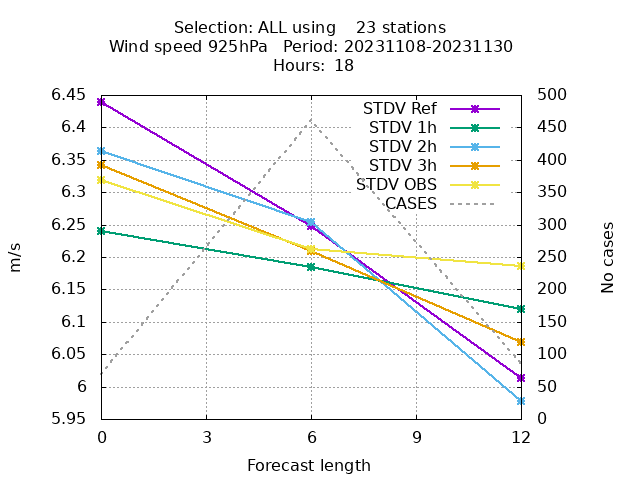 Selection: ALL using    23 stations
Wind speed 925hPa   Period: 20231108-20231130
Hours:  18
6.45
6.4
6.35
6.3
6.25
6.2
6.15
6.1
6.05
6
5.95
m/s
500
450
400
350
300
250
200
150
100
50
0
No cases
STDV Ref
STDV 1h
STDV 2h
STDV 3h
STDV OBS
CASES
0 3 6 9 12
Forecast length